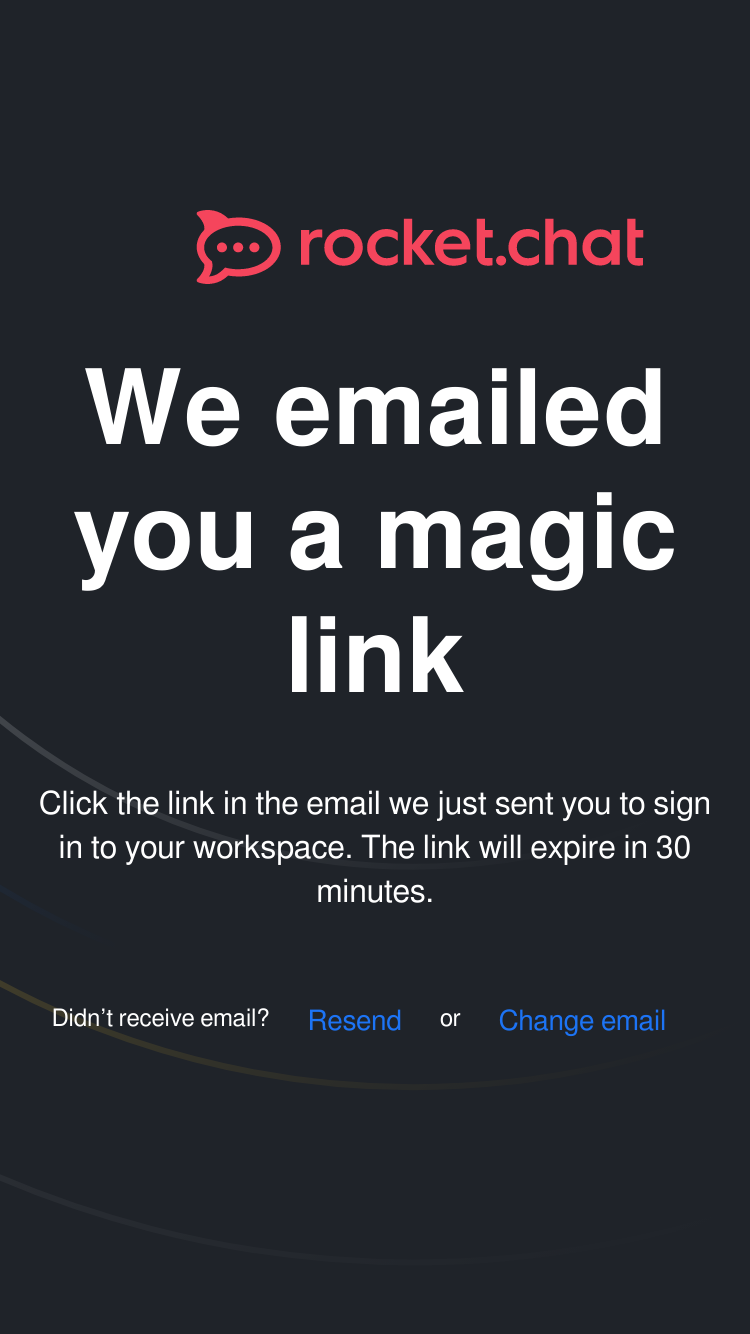 rocket.chat
We emailed
you a magic
link
Click the link in the email we just sent you to sign
in to your workspace. The link will expire in 30
minutes.
Didn’t receive email? Resend or Change email